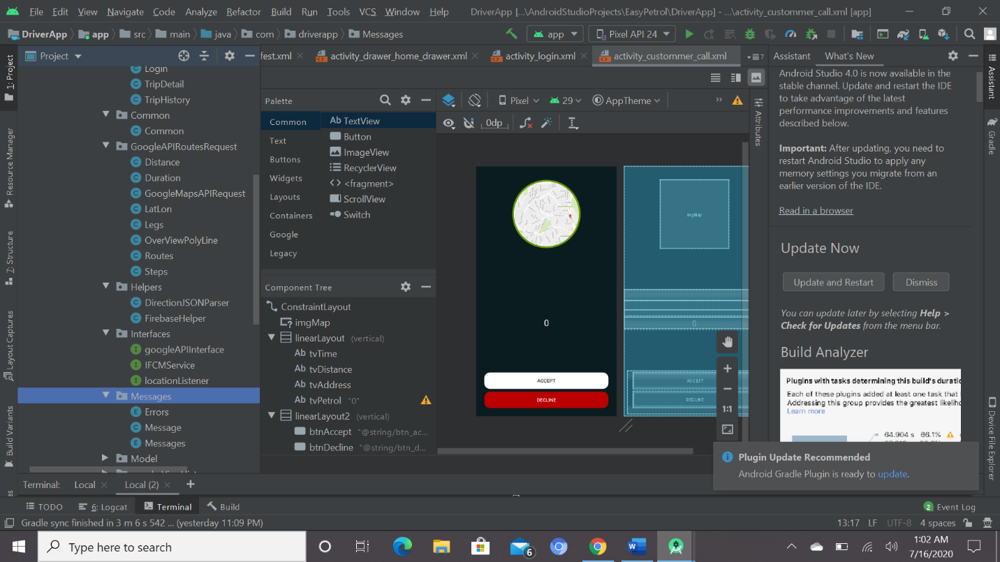 File Edit View Navigate Code Analyze Refactor Build Run Tools VCS Window Help DriverApp [...\AndroidStudioProjects\EasyPetrol\DriverApp] - ...\activity_custommer_call.xml [app]
DriverApp app src main java com driverapp Messages app Pixel API 24
Project
fest.xml activity_drawer_home_drawer.xml activity_login.xml activity_custommer_call.xml 7
Assistant What's New
1: Project
Resource Manager
7: Structure
Layout Captures
Build Variants
Login
TripDetail
TripHistory
Common
Common
GoogleAPIRoutesRequest
Distance
Duration
GoogleMapsAPIRequest
LatLon
Legs
OverViewPolyLine
Routes
Steps
Helpers
DirectionJSONParser
FirebaseHelper
Interfaces
googleAPIInterface
IFCMService
locationListener
Messages
Errors
Message
Messages
Model
Palette
Common
Text
Buttons
Widgets
Layouts
Containers
Google
Legacy
Ab TextView
Button
ImageView
RecyclerView
<fragment>
ScrollView
Switch
Component Tree
ConstraintLayout
imgMap
linearLayout (vertical)
Ab tvTime
Ab tvDistance
Ab tvAddress
Ab tvPetrol "0"
linearLayout2 (vertical)
btnAccept "@string/btn_ac...
btnDecline "@string/btn_d...
Pixel 29 AppTheme
0dp
0
ACCEPT
DECLINE
imgMap
0
ACCEPT
DECLINE
1:1
Attributes
Android Studio 4.0 is now available in the
stable channel. Update and restart the IDE
to take advantage of the latest
performance improvements and features
described below.
Important: After updating, you need to
restart Android Studio to apply any
memory settings you migrate from an
earlier version of the IDE.
Read in a browser
Update Now
Update and Restart Dismiss
You can update later by selecting Help >
Check for Updates from the menu bar.
Build Analyzer
Plugins with tasks determining this build's duratic
Each of these plugins added at least one task that
Addressing this group provides the greatest likelihc
Learn more
64.904 s 66.1%
Assistant
Gradle
Device File Explorer
Plugin Update Recommended
Android Gradle Plugin is ready to update.
Terminal: Local Local (2)
TODO 6: Logcat Terminal Build 2 Event Log
Gradle sync finished in 3 m 6 s 542 ... (yesterday 11:09 PM) 13:17 LF UTF-8 4 spaces
Type here to search
6
1:02 AM
7/16/2020